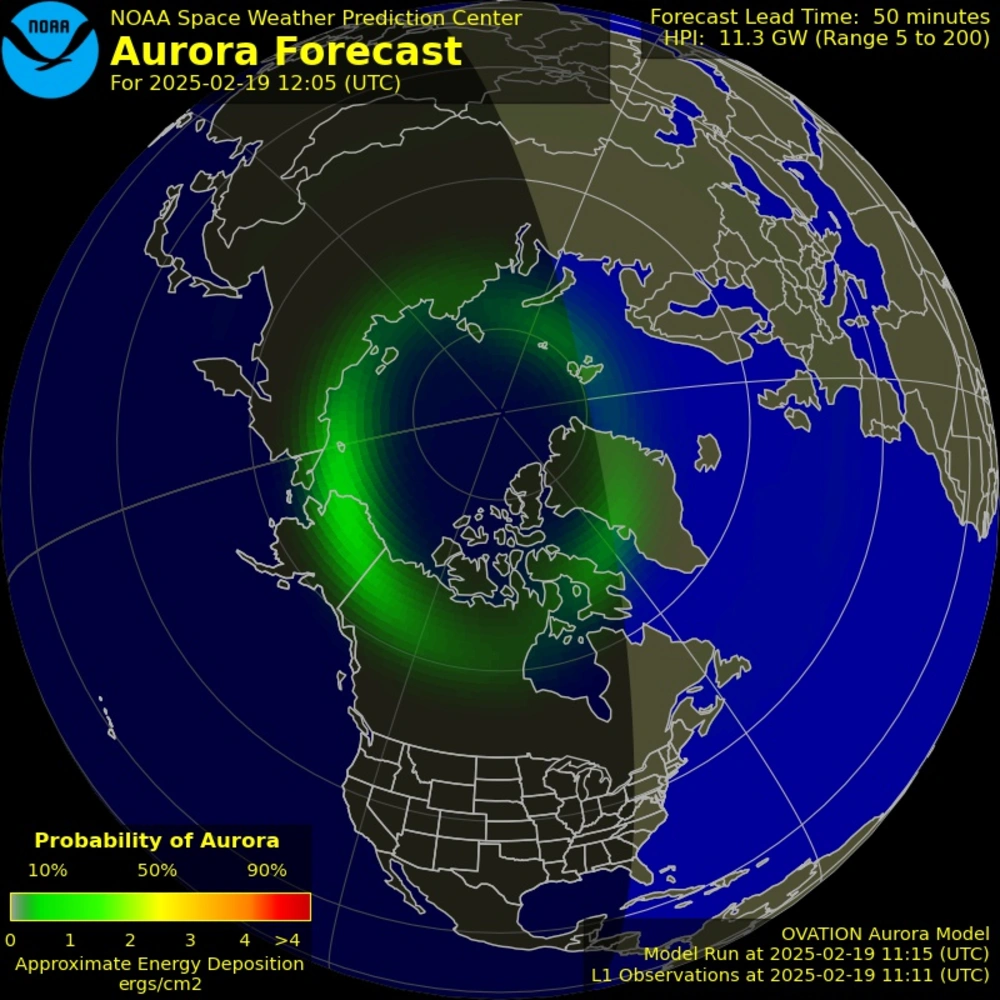 NOAA
NOAA Space Weather Prediction Center
Aurora Forecast
For 2025-02-19 12:05 (UTC)
Forecast Lead Time: 50 minutes
HPI: 11.3 GW (Range 5 to 200)
Probability of Aurora
10% 50% 90%
0 1 2 3 4 >4
Approximate Energy Deposition
ergs/cm2
OVATION Aurora Model
Model Run at 2025-02-19 11:15 (UTC)
L1 Observations at 2025-02-19 11:11 (UTC)